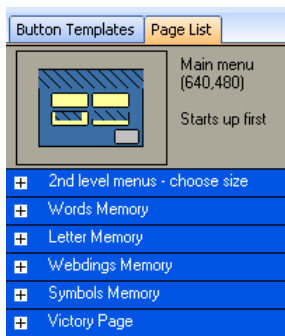 Button Templates Page List
Main menu
(640,480)
Starts up first
2nd level menus - choose size
Words Memory
Letter Memory
Webdings Memory
Symbols Memory
Victory Page